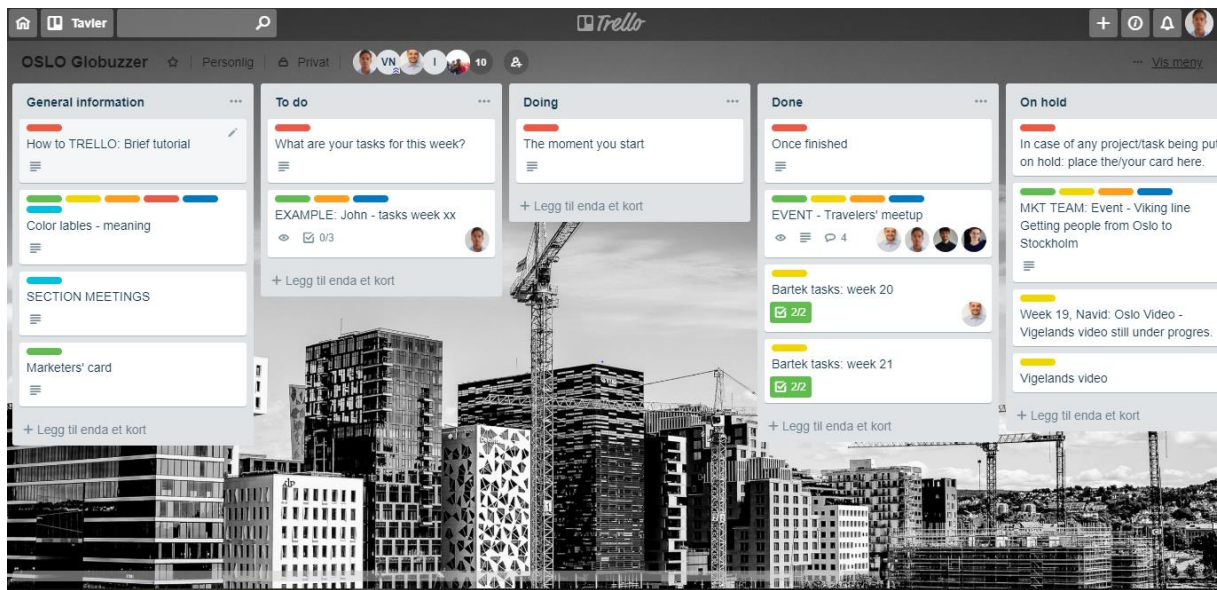 Tavler
Trello
OSLO Globuzzer
Personlig
Privat
VN
I
10
Vis meny
General information
How to TRELLO: Brief tutorial
Color lables - meaning
SECTION MEETINGS
Marketers' card
+ Legg til enda et kort
To do
What are your tasks for this week?
EXAMPLE: John - tasks week xx
0/3
+ Legg til enda et kort
Doing
The moment you start
+ Legg til enda et kort
Done
Once finished
EVENT - Travelers' meetup
4
Bartek tasks: week 20
2/2
Bartek tasks: week 21
2/2
+ Legg til enda et kort
On hold
In case of any project/task being put
on hold: place the/your card here.
MKT TEAM: Event - Viking line
Getting people from Oslo to
Stockholm
Week 19, Navid: Oslo Video -
Vigelands video still under progres.
Vigelands video
+ Legg til enda et kort